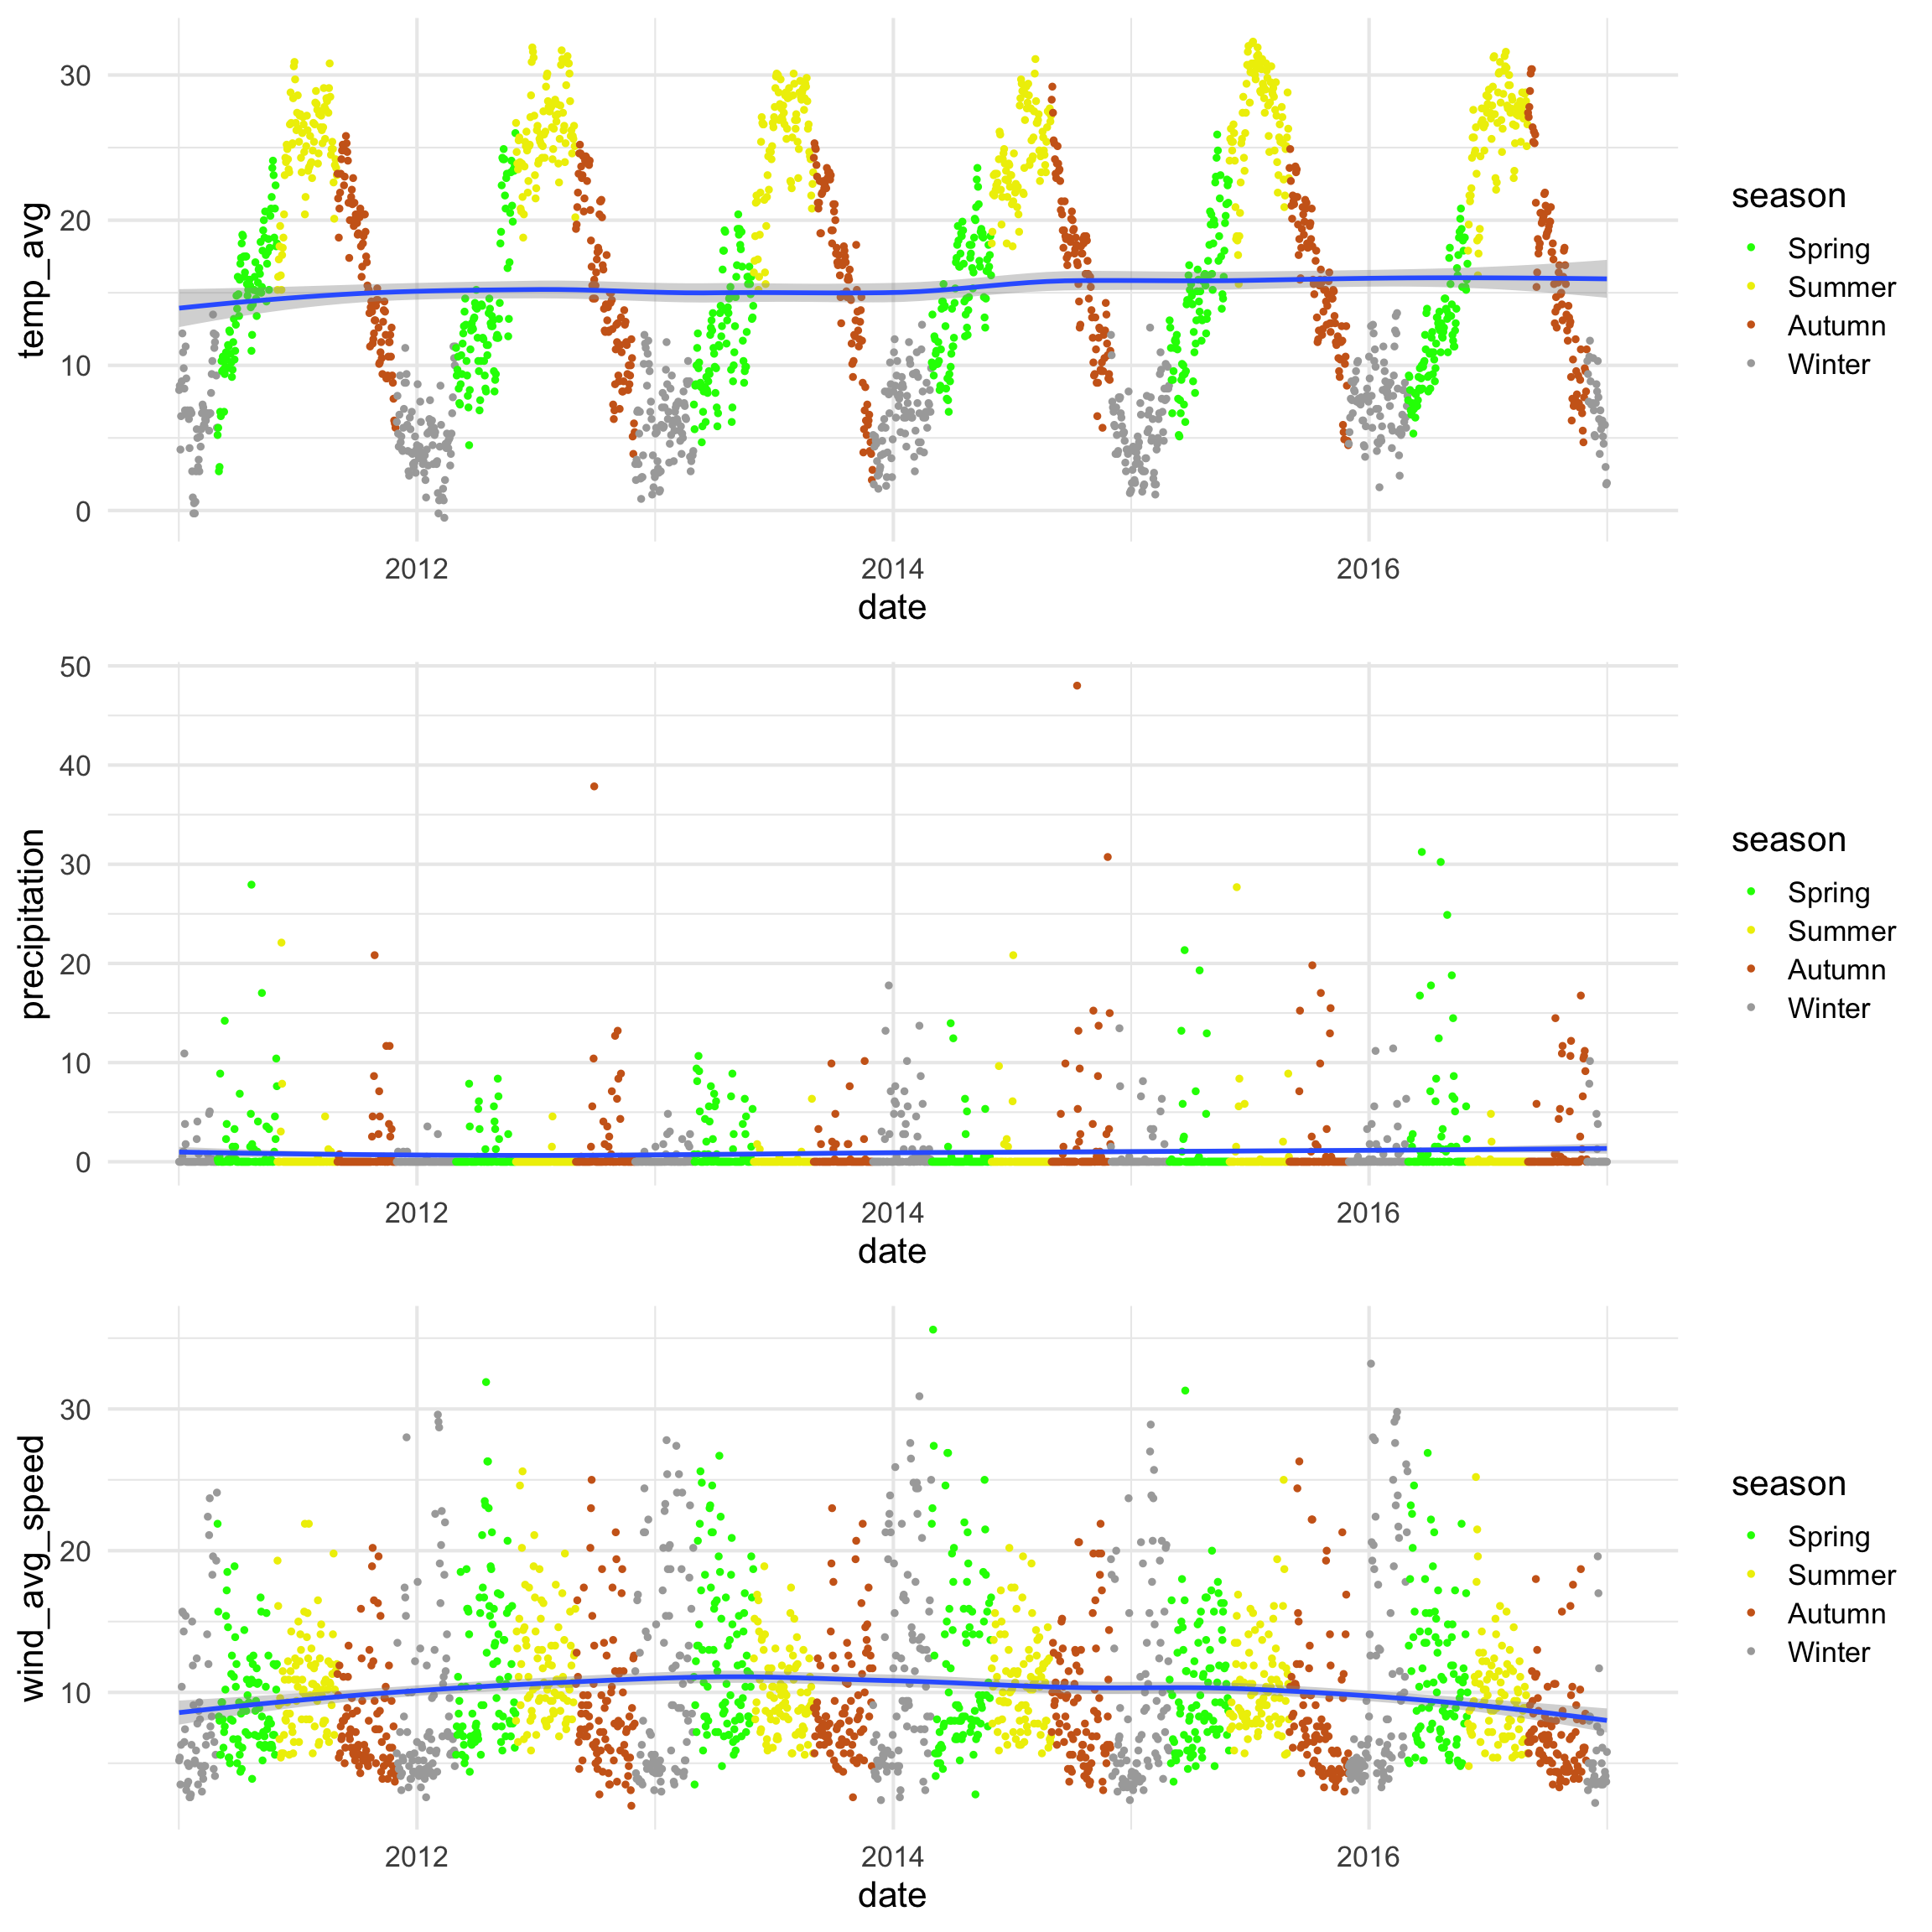 temp_avg
30
20
10
0
2012
2014
2016
date
season
Spring
Summer
Autumn
Winter
precipitation
50
40
30
20
10
0
2012
2014
2016
date
season
Spring
Summer
Autumn
Winter
wind_avg_speed
30
20
10
2012
2014
2016
date
season
Spring
Summer
Autumn
Winter